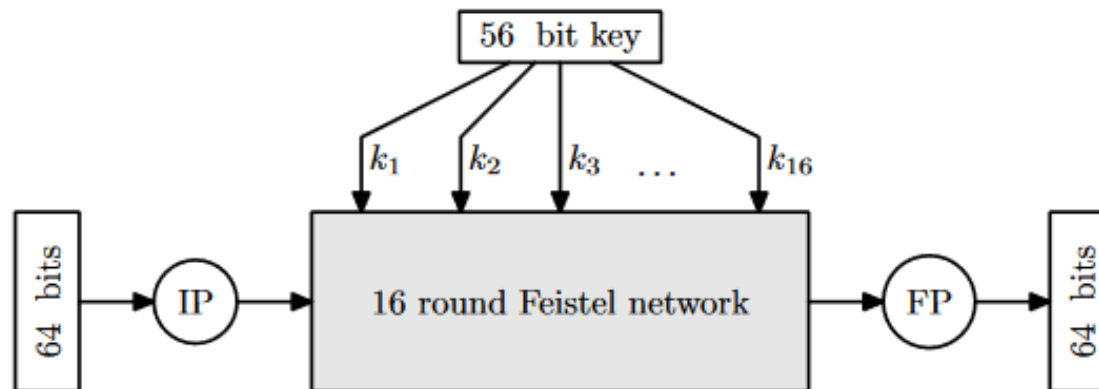 56 bit key
k₁ k₂ k₃ ... k₁₆
64 bits
IP
16 round Feistel network
FP
64 bits